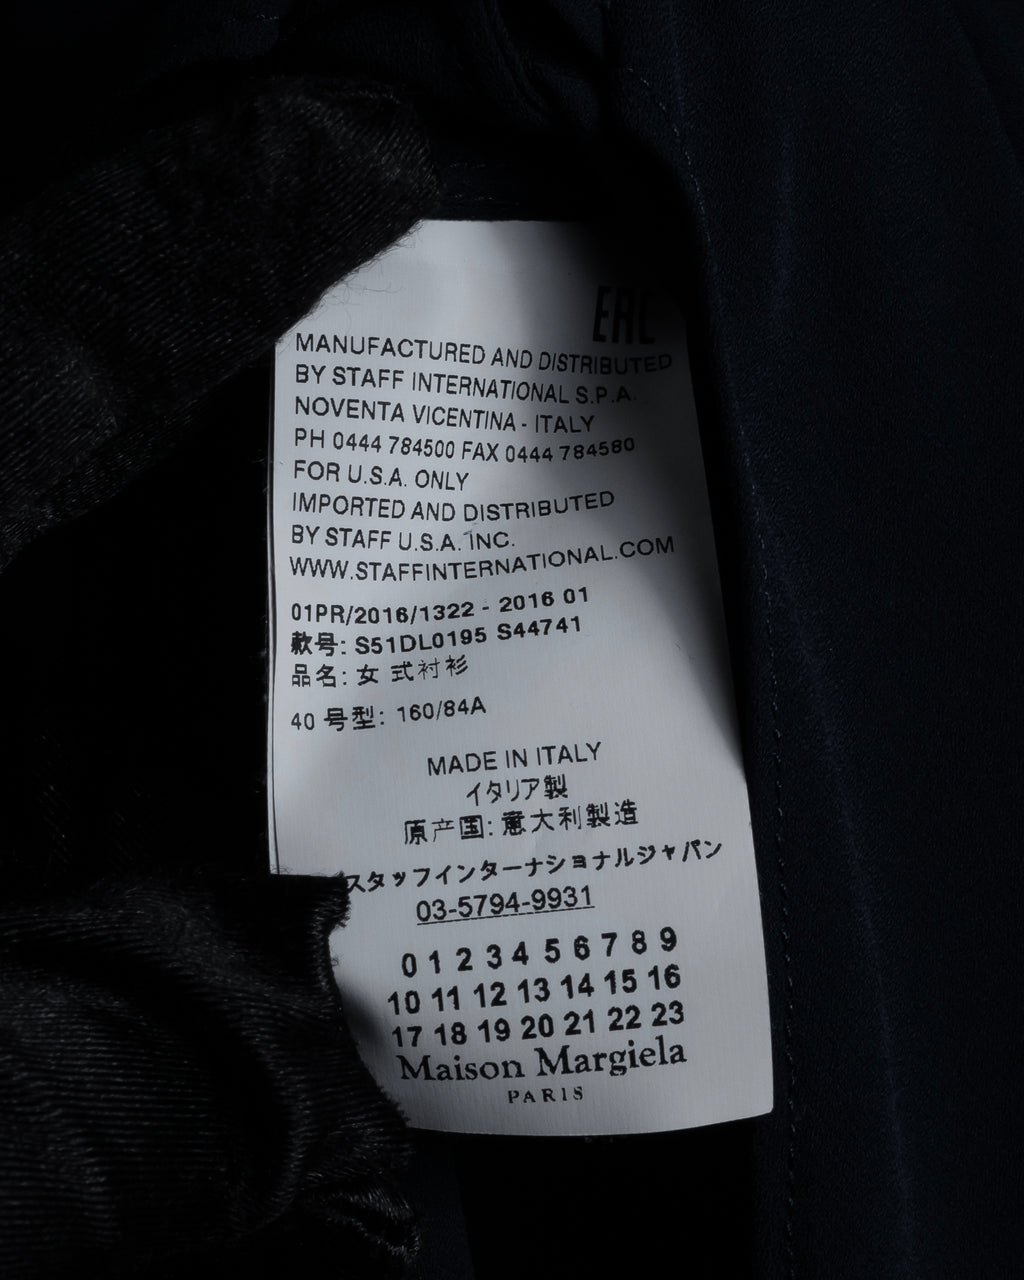 EAC
MANUFACTURED AND DISTRIBUTED
BY STAFF INTERNATIONAL S.P.A.
NOVENTA VICENTINA - ITALY
PH 0444 784500 FAX 0444 784580
FOR U.S.A. ONLY
IMPORTED AND DISTRIBUTED
BY STAFF U.S.A. INC.
WWW.STAFFINTERNATIONAL.COM
01PR/2016/1322 - 2016 01
款号: S51DL0195 S44741
品名: 女 式衬衫
40 号型: 160/84A
MADE IN ITALY
イタリア製
原产国: 意大利製造
スタッフインターナショナルジャパン
03-5794-9931
0 1 2 3 4 5 6 7 8 9
10 11 12 13 14 15 16
17 18 19 20 21 22 23
Maison Margiela
PARIS